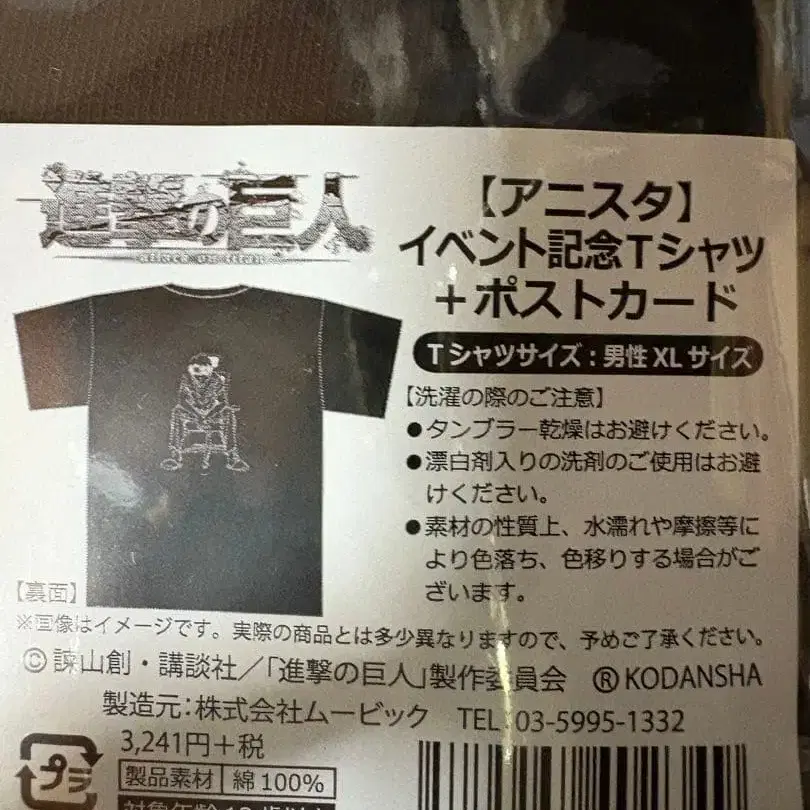 進撃の巨人
attack on titan
【アニスタ】
イベント記念Tシャツ
+ポストカード
Tシャツサイズ:男性XLサイズ
【洗濯の際のご注意】
●タンブラー乾燥はお避けください。
●漂白剤入りの洗剤のご使用はお避
けください。
●素材の性質上、水濡れや摩擦等に
より色落ち、色移りする場合がご
ざいます。
【裏面】
※画像はイメージです。実際の商品とは多少異なりますので、予めご了承ください。
©諫山創・講談社/「進撃の巨人」製作委員会 ®KODANSHA
製造元:株式会社ムービック TEL 03-5995-1332
プラ
3,241円+税
製品素材 綿100%